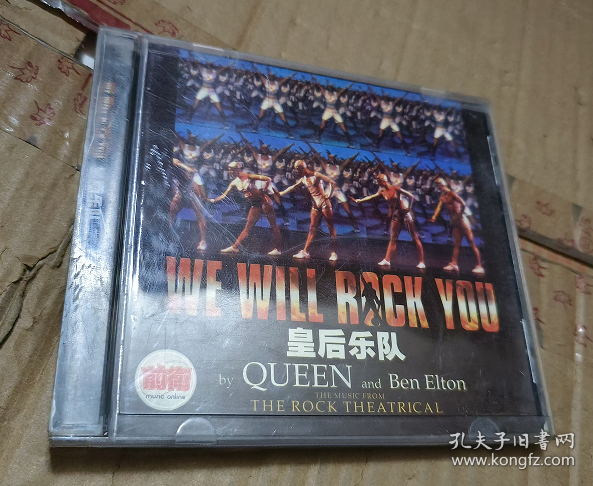 WE WILL ROCK YOU
皇后乐队
by QUEEN and Ben Elton
THE MUSIC FROM
THE ROCK THEATRICAL
前衛
music online
孔夫子旧書网
www.kongfz.com